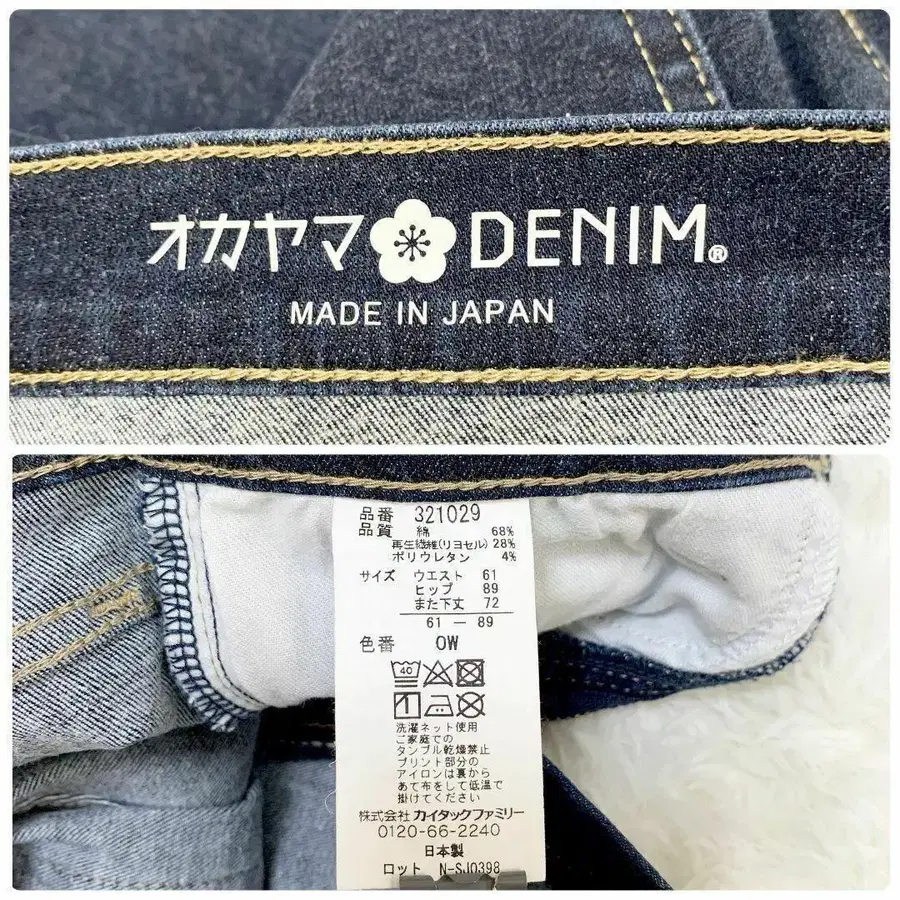 オカヤマ DENIM®
MADE IN JAPAN
品番 321029
品質 綿 68%
再生繊維(リヨセル) 28%
ポリウレタン 4%
サイズ ウエスト 61
ヒップ 89
また下丈 72
61 — 89
色番 OW
40
洗濯ネット使用
ご家庭での
タンブル乾燥禁止
プリント部分の
アイロンは裏から
あて布をして低温で
掛けてください
株式会社 カイタックファミリー
0120-66-2240
日本製
ロット N-SJ0398